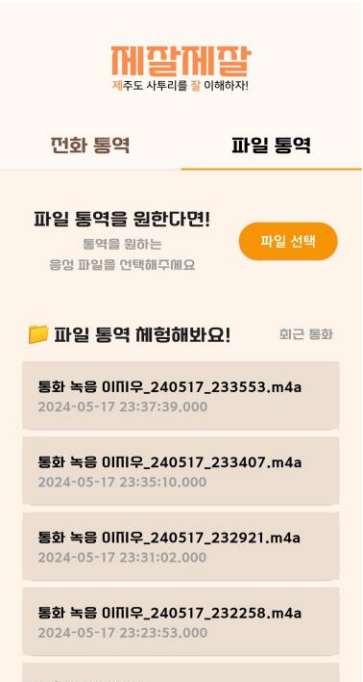 제잘제잘
제주도 사투리를 잘 이해하자!
전화 통역
파일 통역
파일 통역을 원한다면!
통역을 원하는
음성 파일을 선택해주세요
파일 선택
📁 파일 통역 체험해봐요!
최근 통화
통화 녹음 이지우_240517_233553.m4a
2024-05-17 23:37:39.000
통화 녹음 이지우_240517_233407.m4a
2024-05-17 23:35:10.000
통화 녹음 이지우_240517_232921.m4a
2024-05-17 23:31:02.000
통화 녹음 이지우_240517_232258.m4a
2024-05-17 23:23:53.000